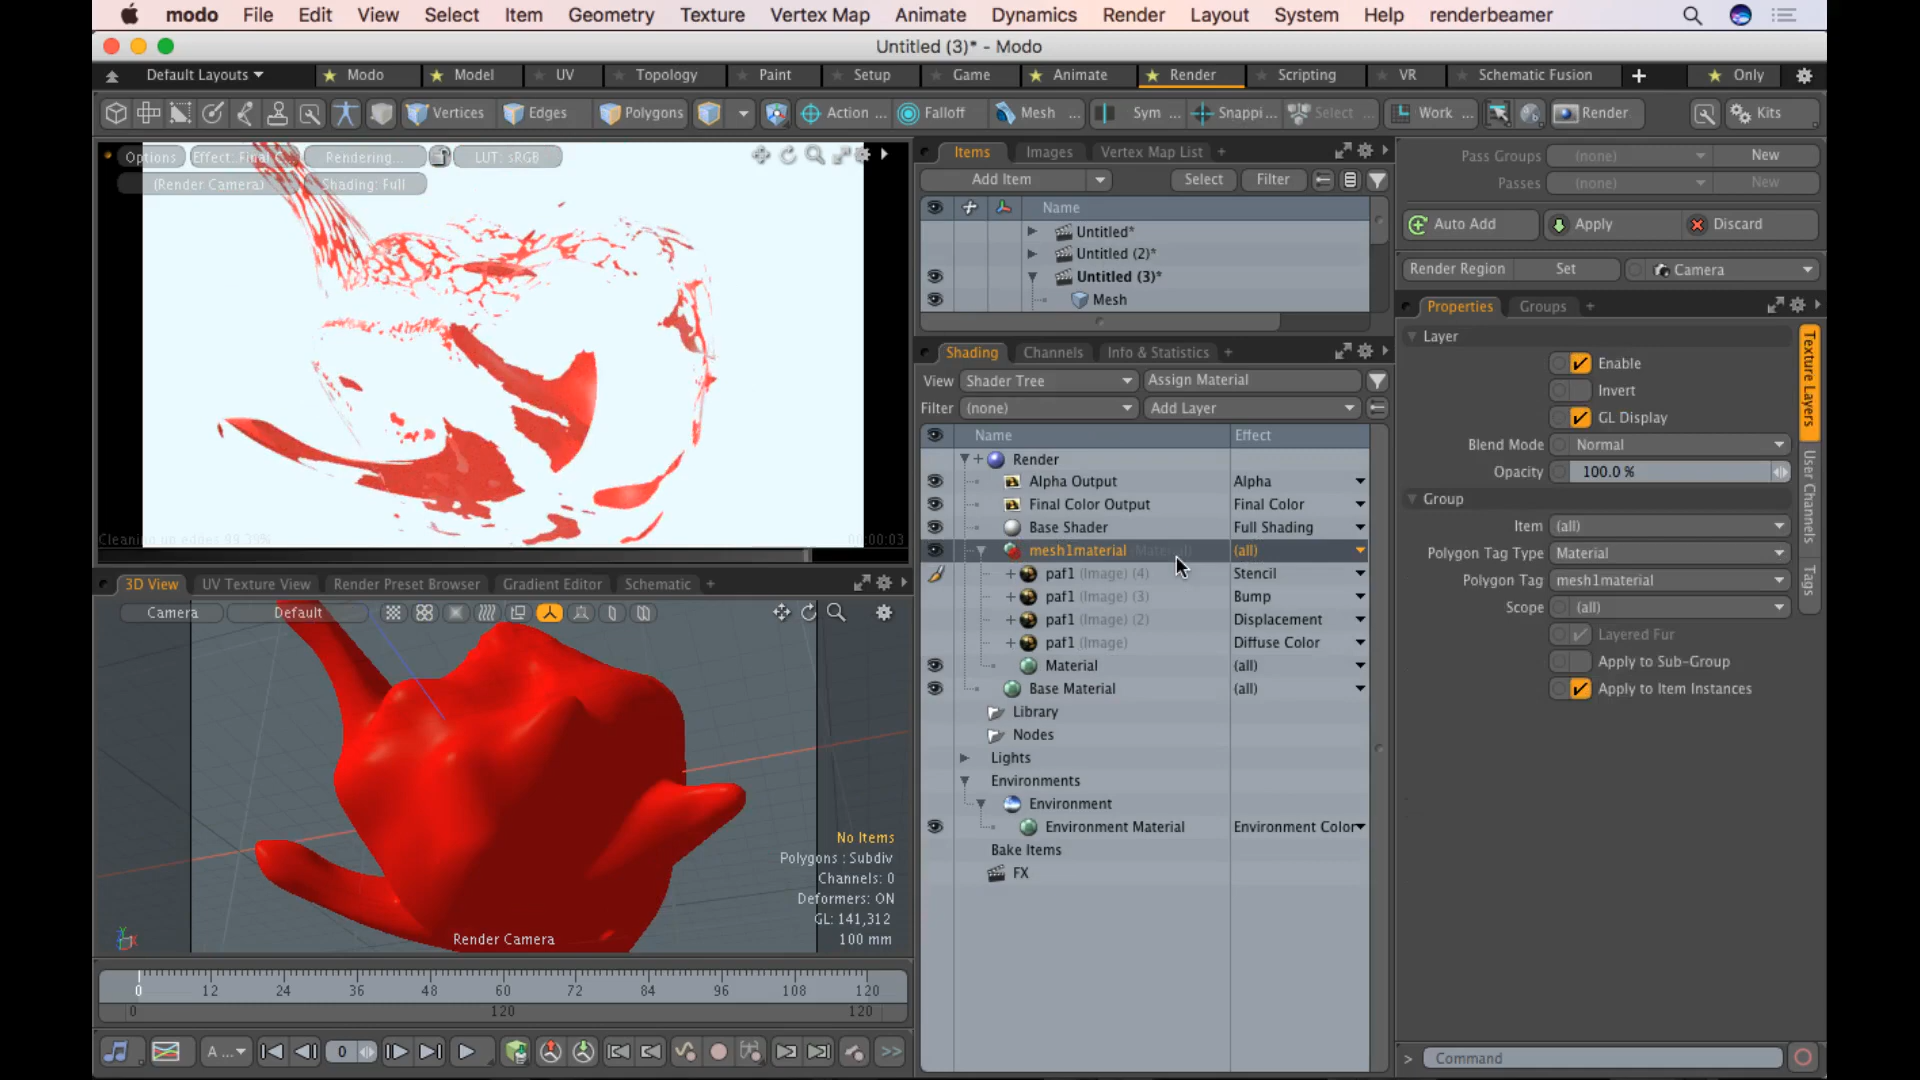 modo File Edit View Select Item Geometry Texture Vertex Map Animate Dynamics Render Layout System Help renderbeamer
Untitled (3)* - Modo
Default Layouts Modo Model UV Topology Paint Setup Game Animate Render Scripting VR Schematic Fusion + Only
Vertices Edges Polygons Action ... Falloff Mesh ... Sym ... Snappi... Select ... Work ... Render Kits
Options Effect: Final C... Rendering... LUT: sRGB
(Render Camera) Shading: Full
Cleaning up edges 99.39% 00:00:03
Items Images Vertex Map List +
Add Item Select Filter
Name
Untitled*
Untitled (2)*
Untitled (3)*
Mesh
Shading Channels Info & Statistics +
View Shader Tree Assign Material
Filter (none) Add Layer
Name Effect
Render
Alpha Output Alpha
Final Color Output Final Color
Base Shader Full Shading
mesh1material (Material) (all)
paf1 (Image) (4) Stencil
paf1 (Image) (3) Bump
paf1 (Image) (2) Displacement
paf1 (Image) Diffuse Color
Material (all)
Base Material (all)
Library
Nodes
Lights
Environments
Environment
Environment Material Environment Color
Bake Items
FX
Pass Groups (none) New
Passes (none) New
Auto Add Apply Discard
Render Region Set Camera
Properties Groups +
Layer
Enable
Invert
GL Display
Blend Mode Normal
Opacity 100.0 %
Group
Item (all)
Polygon Tag Type Material
Polygon Tag mesh1material
Scope (all)
Layered Fur
Apply to Sub-Group
Apply to Item Instances
Texture Layers
User Channels
Tags
3D View UV Texture View Render Preset Browser Gradient Editor Schematic +
Camera Default
No Items
Polygons : Subdiv
Channels: 0
Deformers: ON
GL: 141,312
100 mm
Render Camera
0 12 24 36 48 60 72 84 96 108 120
0 120 120
A ... 0 >>
> Command